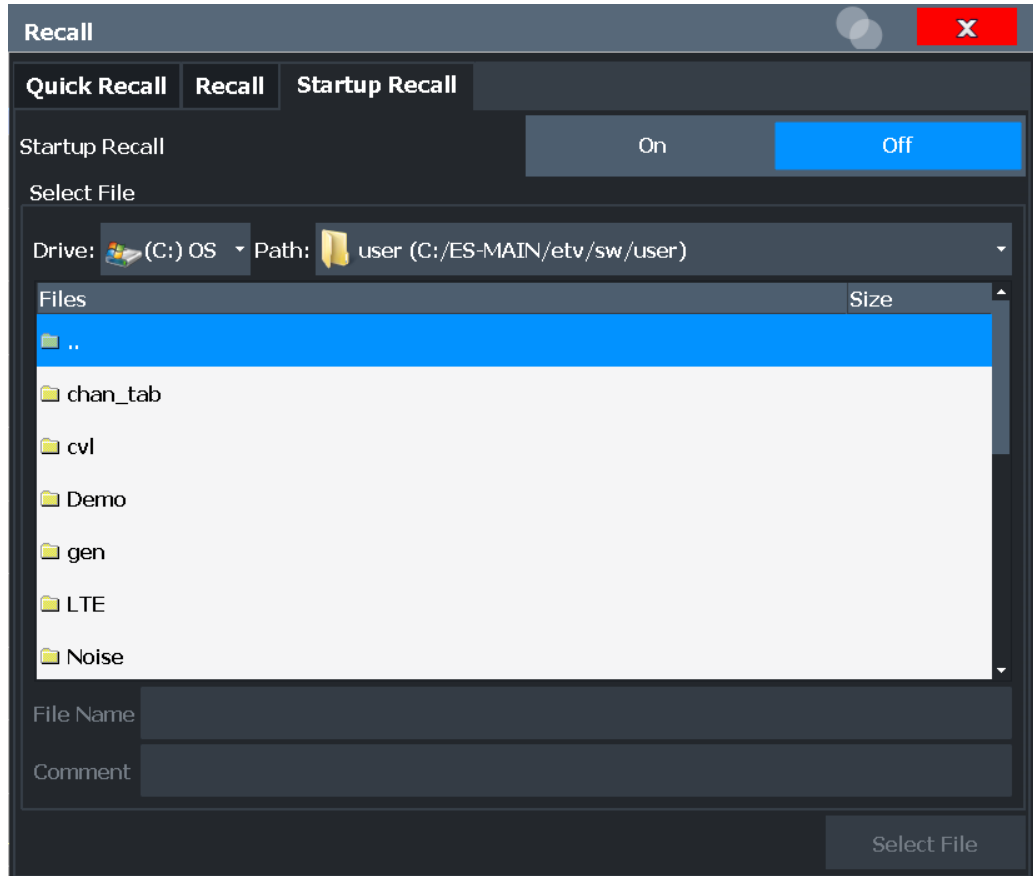 Recall X
Quick Recall Recall Startup Recall
Startup Recall On Off
Select File
Drive: (C:) OS Path: user (C:/ES-MAIN/etv/sw/user)
Files Size
..
chan_tab
cvl
Demo
gen
LTE
Noise
File Name
Comment
Select File